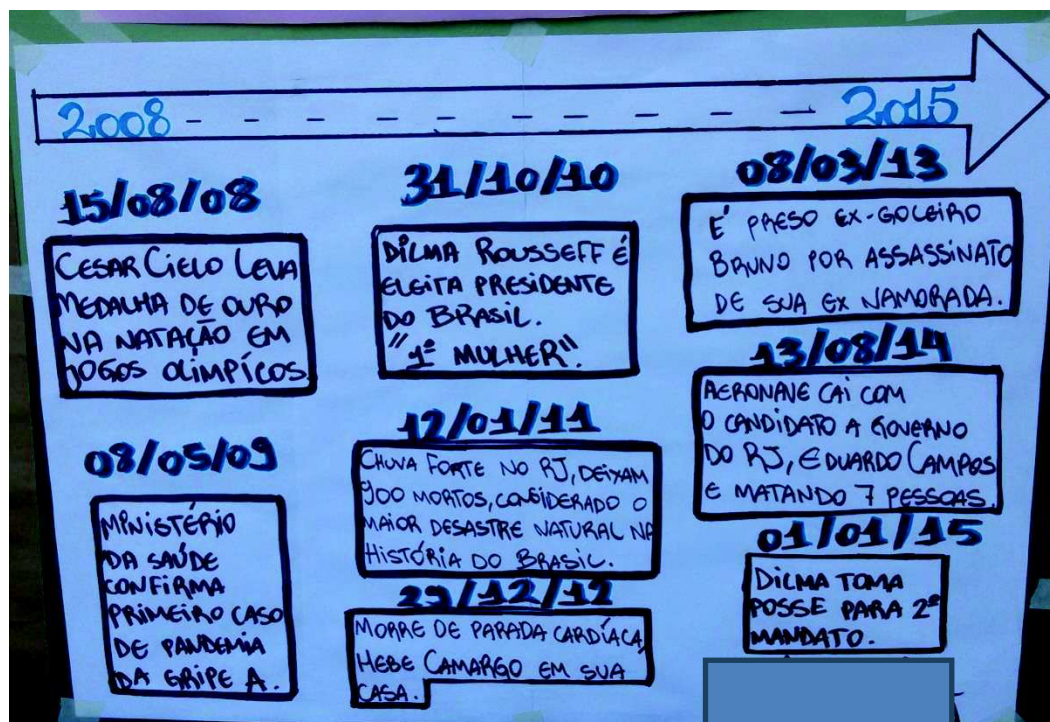 2008 - - - - - - - - - 2015
15/08/08
CESAR CIELO LEVA
MEDALHA DE OURO
NA NATAÇÃO EM
JOGOS OLIMPÍCOS
08/05/09
MINISTÉRIO
DA SAÚDE
CONFIRMA
PRIMEIRO CASO
DE PANDEMIA
DA GRIPE A.
31/10/10
DILMA ROUSSEFF É
ELEITA PRESIDENTE
DO BRASIL.
"1ª MULHER".
12/01/11
CHUVA FORTE NO RJ, DEIXAM
900 MORTOS, CONSIDERADO O
MAIOR DESASTRE NATURAL NA
HISTÓRIA DO BRASIL.
29/12/12
MORRE DE PARADA CARDÍACA,
HEBE CAMARGO EM SUA
CASA.
08/03/13
É PRESO EX-GOLEIRO
BRUNO POR ASSASSINATO
DE SUA EX NAMORADA.
13/08/14
AERONAVE CAI COM
O CANDIDATO A GOVERNO
DO RJ, EDUARDO CAMPOS
E MATANDO 7 PESSOAS.
01/01/15
DILMA TOMA
POSSE PARA 2º
MANDATO.